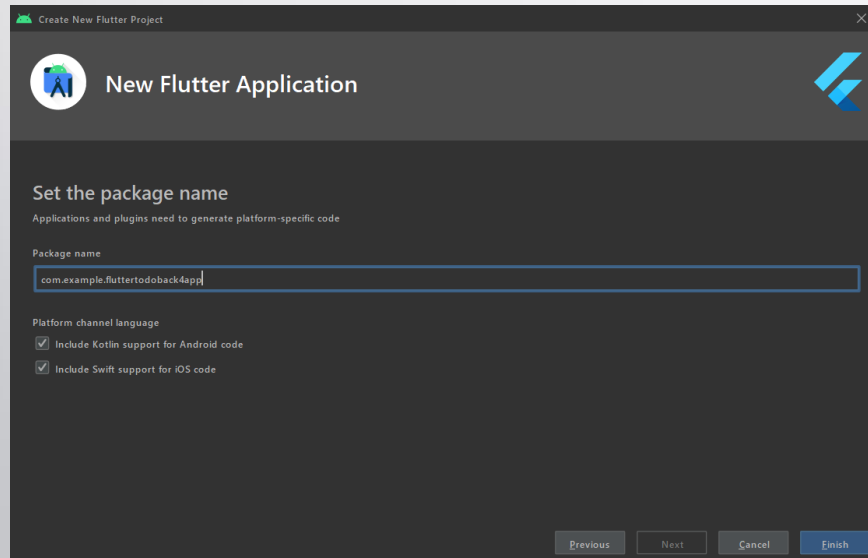 Create New Flutter Project
New Flutter Application
Set the package name
Applications and plugins need to generate platform-specific code
Package name
com.example.fluttertodoback4app
Platform channel language
Include Kotlin support for Android code
Include Swift support for iOS code
Previous Next Cancel Finish